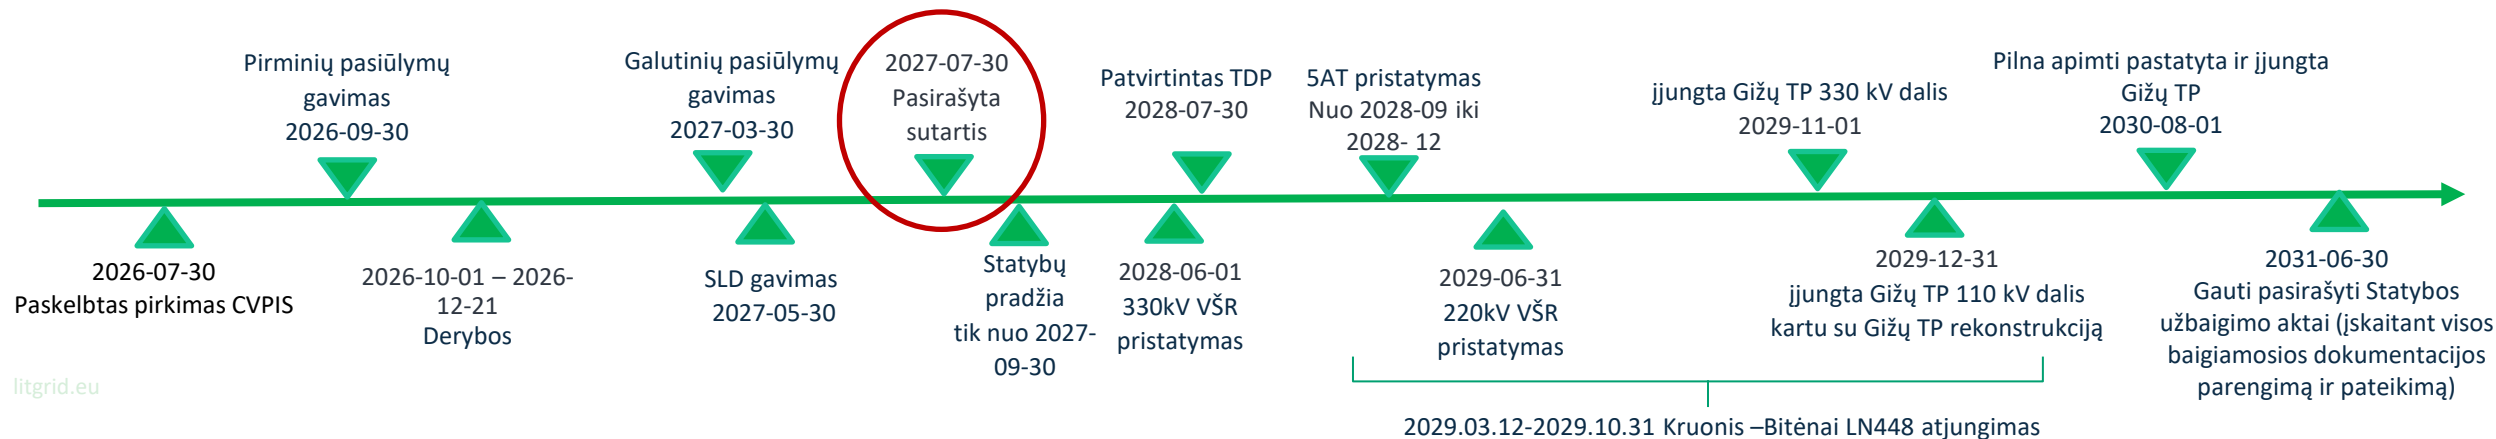 Pirminių pasiūlymų
gavimas
2026-09-30
Galutinių pasiūlymų
gavimas
2027-03-30
2027-07-30
Pasirašyta
sutartis
Patvirtintas TDP
2028-07-30
5AT pristatymas
Nuo 2028-09 iki
2028- 12
įjungta Gižų TP 330 kV dalis
2029-11-01
Pilna apimti pastatyta ir įjungta
Gižų TP
2030-08-01
2026-07-30
Paskelbtas pirkimas CVPIS
2026-10-01 – 2026-
12-21
Derybos
SLD gavimas
2027-05-30
Statybų
pradžia
tik nuo 2027-
09-30
2028-06-01
330kV VŠR
pristatymas
2029-06-31
220kV VŠR
pristatymas
2029-12-31
įjungta Gižų TP 110 kV dalis
kartu su Gižų TP rekonstrukciją
2031-06-30
Gauti pasirašyti Statybos
užbaigimo aktai (įskaitant visos
baigiamosios dokumentacijos
parengimą ir pateikimą)
2029.03.12-2029.10.31 Kruonis –Bitėnai LN448 atjungimas
litgrid.eu